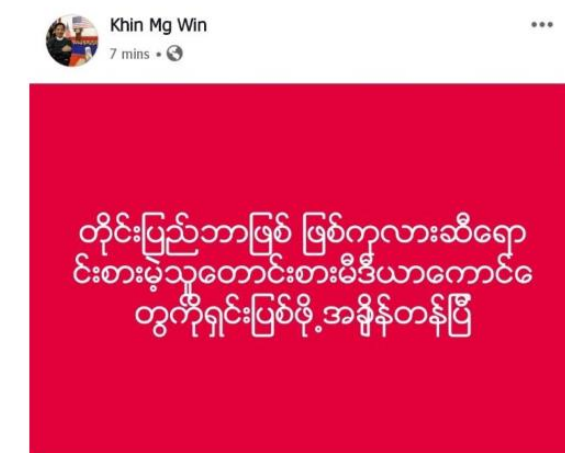 Khin Mg Win
7 mins
တိုင်းပြည်ဘာဖြစ် ဖြစ်ကုလားဆီရော
င်းစားမဲ့သူတောင်းစားမီဒီယာကောင်ေ
တွကိုရှင်းပြစ်ဖို့အချိန်တန်ပြီ